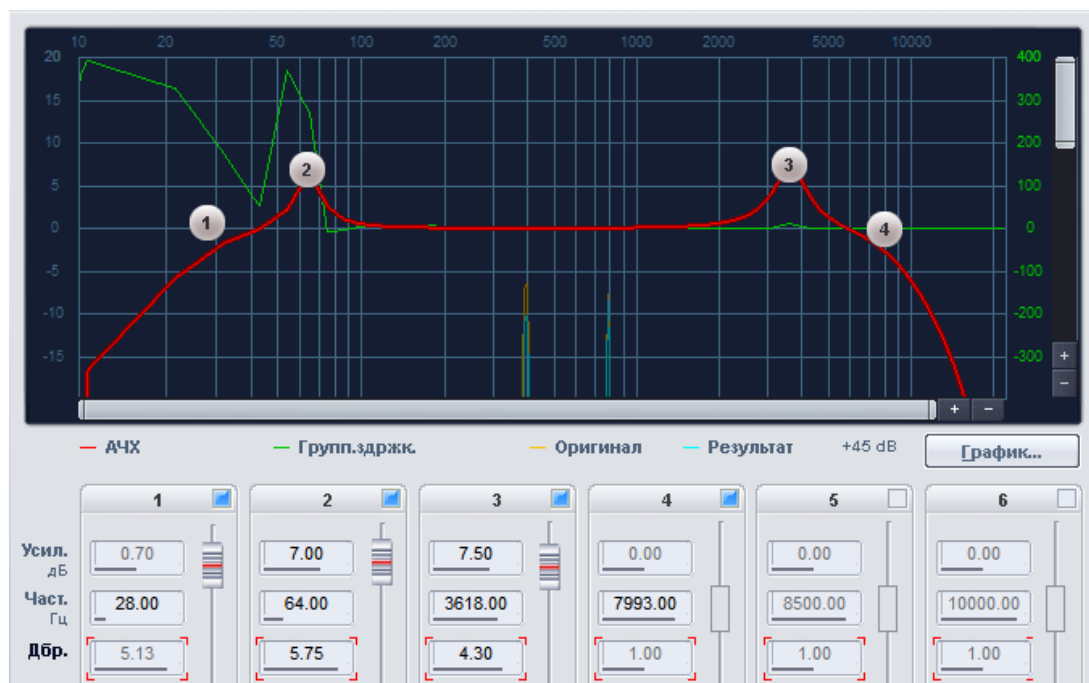 10 20 50 100 200 500 1000 2000 5000 10000
20 400
15 300
10 200
5 100
0 0
-5 -100
-10 -200
-15 -300
1
2
3
4
+
−
+ −
АЧХ Групп.здржк. Оригинал Результат +45 dB График...
1 2 3 4 5 6
Усил. 0.70 7.00 7.50 0.00 0.00 0.00
дБ
Част. 28.00 64.00 3618.00 7993.00 8500.00 10000.00
Гц
Дбр. 5.13 5.75 4.30 1.00 1.00 1.00